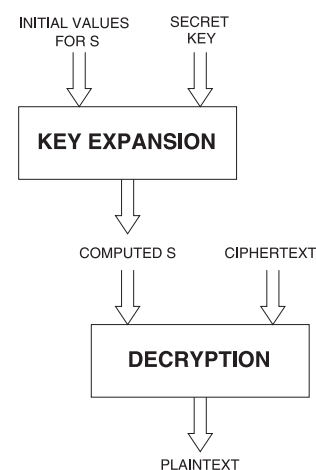 INITIAL VALUES
FOR S
SECRET
KEY
KEY EXPANSION
COMPUTED S
CIPHERTEXT
DECRYPTION
PLAINTEXT